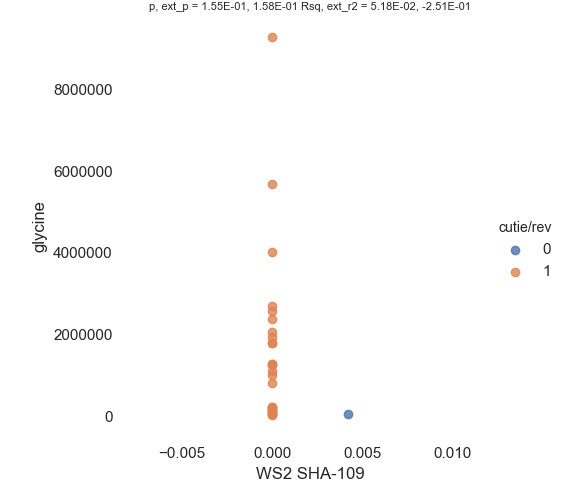 p, ext_p = 1.55E-01, 1.58E-01 Rsq, ext_r2 = 5.18E-02, -2.51E-01
8000000
6000000
4000000
2000000
0
glycine
−0.005
0.000
0.005
0.010
WS2 SHA-109
cutie/rev
0
1